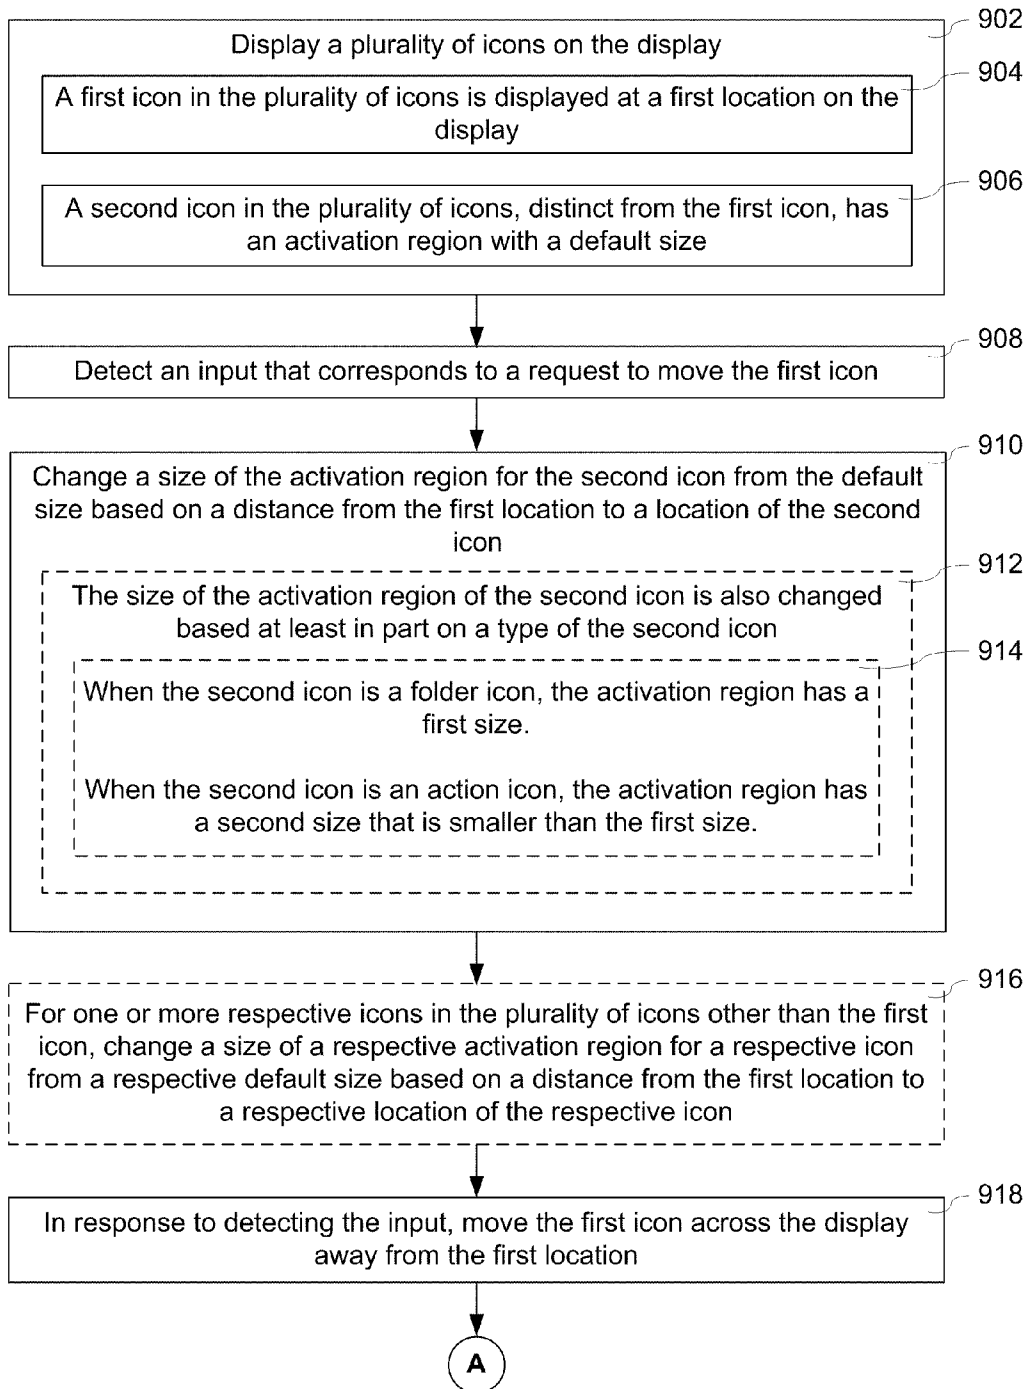 902
Display a plurality of icons on the display
904
A first icon in the plurality of icons is displayed at a first location on the
display
906
A second icon in the plurality of icons, distinct from the first icon, has
an activation region with a default size
908
Detect an input that corresponds to a request to move the first icon
910
Change a size of the activation region for the second icon from the default
size based on a distance from the first location to a location of the second
icon
912
The size of the activation region of the second icon is also changed
based at least in part on a type of the second icon
914
When the second icon is a folder icon, the activation region has a
first size.
When the second icon is an action icon, the activation region has
a second size that is smaller than the first size.
916
For one or more respective icons in the plurality of icons other than the first
icon, change a size of a respective activation region for a respective icon
from a respective default size based on a distance from the first location to
a respective location of the respective icon
918
In response to detecting the input, move the first icon across the display
away from the first location
A